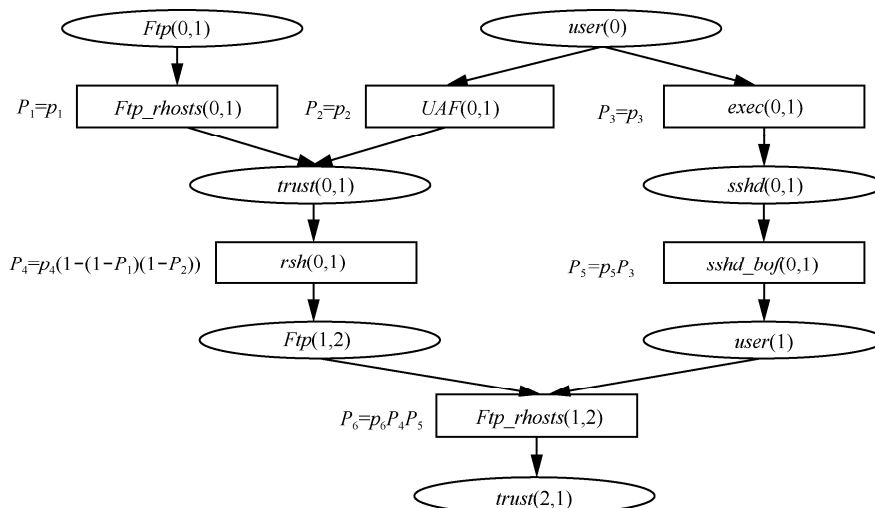 Ftp(0,1)
user(0)
P₁=p₁
Ftp_rhosts(0,1)
P₂=p₂
UAF(0,1)
P₃=p₃
exec(0,1)
trust(0,1)
sshd(0,1)
P₄=p₄(1−(1−P₁)(1−P₂))
rsh(0,1)
P₅=p₅P₃
sshd_bof(0,1)
Ftp(1,2)
user(1)
P₆=p₆P₄P₅
Ftp_rhosts(1,2)
trust(2,1)